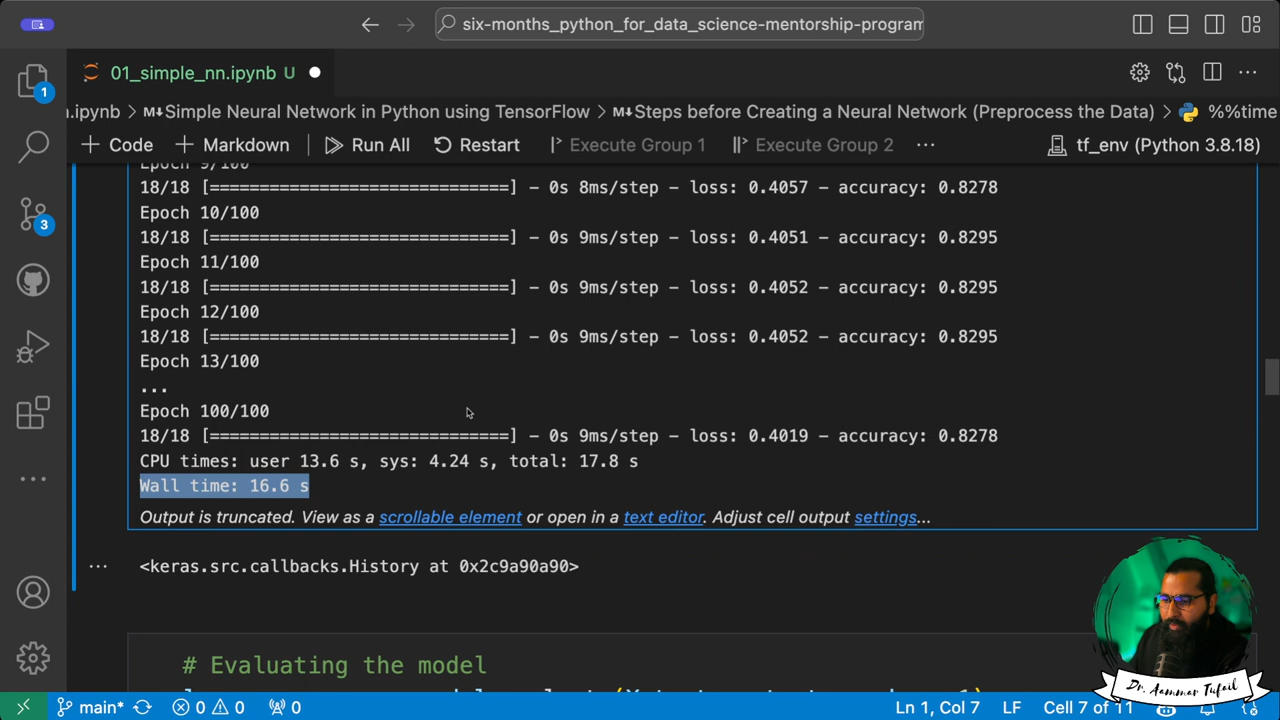 six-months_python_for_data_science-mentorship-program
1
01_simple_nn.ipynb U
n.ipynb > Simple Neural Network in Python using TensorFlow > Steps before Creating a Neural Network (Preprocess the Data) > %%time
+ Code + Markdown Run All Restart Execute Group 1 Execute Group 2 ...
tf_env (Python 3.8.18)
3
Epoch 9/100
18/18 [==============================] - 0s 8ms/step - loss: 0.4057 - accuracy: 0.8278
Epoch 10/100
18/18 [==============================] - 0s 9ms/step - loss: 0.4051 - accuracy: 0.8295
Epoch 11/100
18/18 [==============================] - 0s 9ms/step - loss: 0.4052 - accuracy: 0.8295
Epoch 12/100
18/18 [==============================] - 0s 9ms/step - loss: 0.4052 - accuracy: 0.8295
Epoch 13/100
...
Epoch 100/100
18/18 [==============================] - 0s 9ms/step - loss: 0.4019 - accuracy: 0.8278
CPU times: user 13.6 s, sys: 4.24 s, total: 17.8 s
Wall time: 16.6 s
Output is truncated. View as a scrollable element or open in a text editor. Adjust cell output settings...
<keras.src.callbacks.History at 0x2c9a90a90>
# Evaluating the model
Dr. Aammar Tufail
main* 0 0 0 Ln 1, Col 7 LF Cell 7 of 11